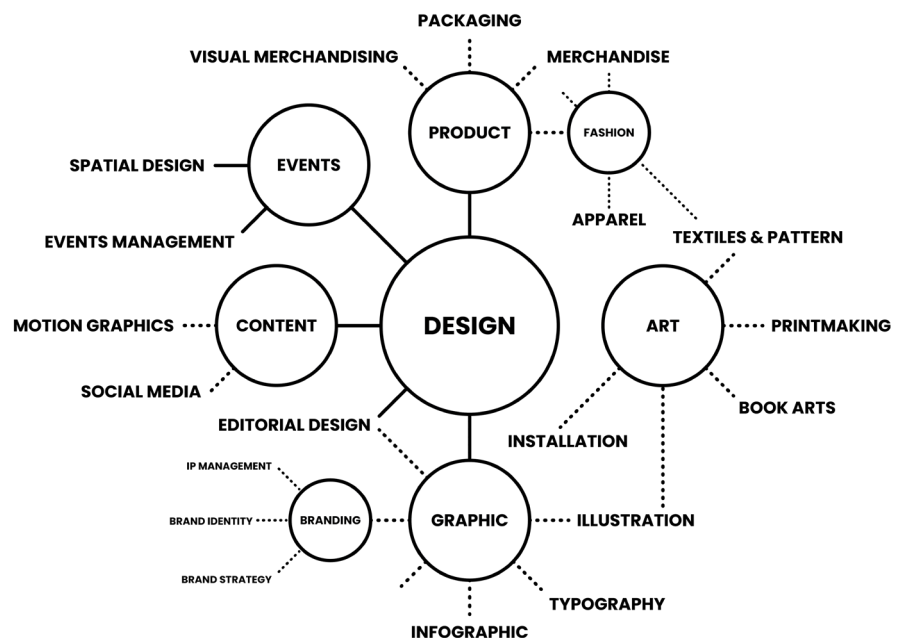 PACKAGING
VISUAL MERCHANDISING
MERCHANDISE
PRODUCT
FASHION
EVENTS
SPATIAL DESIGN
APPAREL
EVENTS MANAGEMENT
TEXTILES & PATTERN
MOTION GRAPHICS
CONTENT
DESIGN
ART
PRINTMAKING
SOCIAL MEDIA
BOOK ARTS
EDITORIAL DESIGN
INSTALLATION
IP MANAGEMENT
BRAND IDENTITY
BRANDING
GRAPHIC
ILLUSTRATION
BRAND STRATEGY
TYPOGRAPHY
INFOGRAPHIC